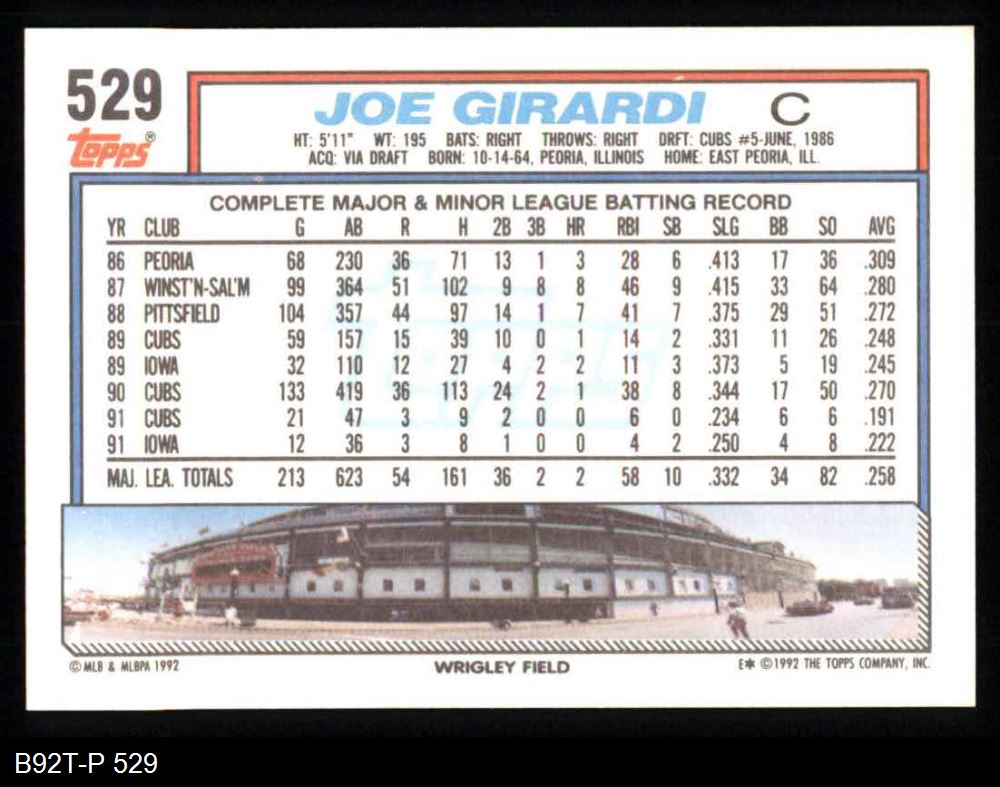 529
Topps®
JOE GIRARDI C
HT: 5'11" WT: 195 BATS: RIGHT THROWS: RIGHT DRFT: CUBS #5-JUNE, 1986
ACQ: VIA DRAFT BORN: 10-14-64, PEORIA, ILLINOIS HOME: EAST PEORIA, ILL.
COMPLETE MAJOR & MINOR LEAGUE BATTING RECORD
YR CLUB G AB R H 2B 3B HR RBI SB SLG BB SO AVG
86 PEORIA 68 230 36 71 13 1 3 28 6 .413 17 36 .309
87 WINST'N-SAL'M 99 364 51 102 9 8 8 46 9 .415 33 64 .280
88 PITTSFIELD 104 357 44 97 14 1 7 41 7 .375 29 51 .272
89 CUBS 59 157 15 39 10 0 1 14 2 .331 11 26 .248
89 IOWA 32 110 12 27 4 2 2 11 3 .373 5 19 .245
90 CUBS 133 419 36 113 24 2 1 38 8 .344 17 50 .270
91 CUBS 21 47 3 9 2 0 0 6 0 .234 6 6 .191
91 IOWA 12 36 3 8 1 0 0 4 2 .250 4 8 .222
MAJ. LEA. TOTALS 213 623 54 161 36 2 2 58 10 .332 34 82 .258
© MLB & MLBPA 1992 WRIGLEY FIELD E* © 1992 THE TOPPS COMPANY, INC.
B92T-P 529